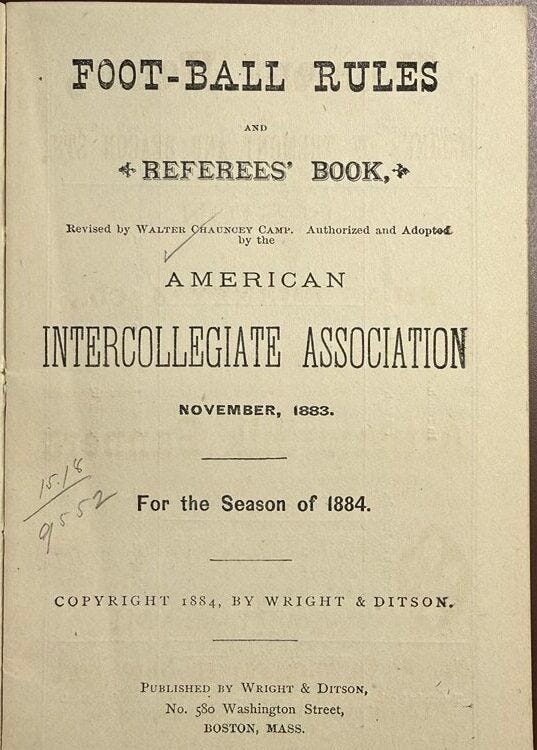 FOOT-BALL RULES
AND
REFEREES' BOOK,
Revised by WALTER CHAUNCEY CAMP. Authorized and Adopted
by the
AMERICAN
INTERCOLLEGIATE ASSOCIATION
NOVEMBER, 1883.
15.18
9552
For the Season of 1884.
COPYRIGHT 1884, BY WRIGHT & DITSON.
PUBLISHED BY WRIGHT & DITSON,
No. 580 Washington Street,
BOSTON, MASS.